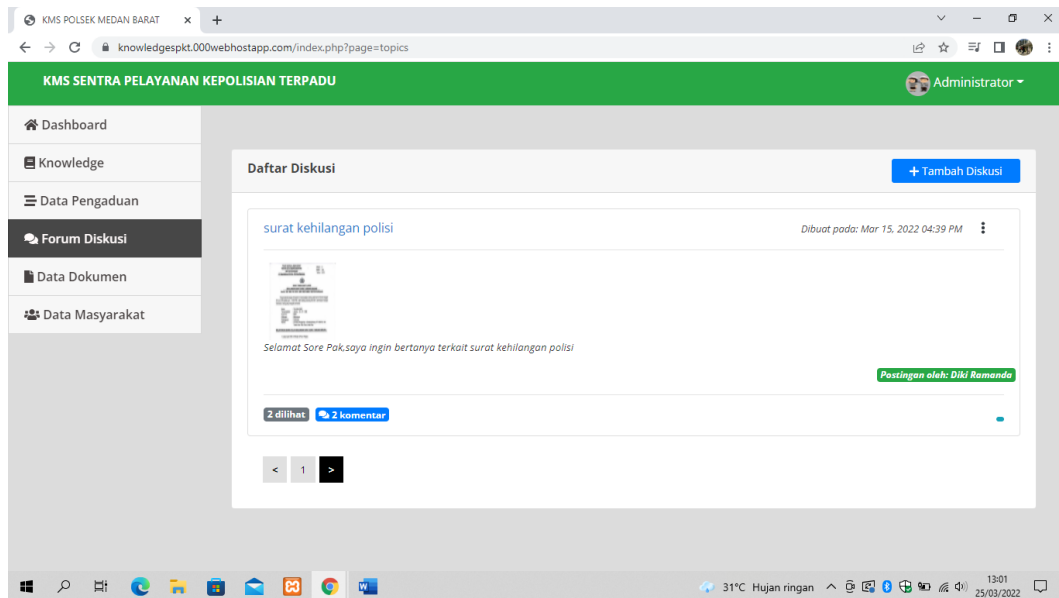 KMS POLSEK MEDAN BARAT
knowledgespkt.000webhostapp.com/index.php?page=topics
KMS SENTRA PELAYANAN KEPOLISIAN TERPADU
Administrator
Dashboard
Knowledge
Data Pengaduan
Forum Diskusi
Data Dokumen
Data Masyarakat
Daftar Diskusi
+ Tambah Diskusi
surat kehilangan polisi
Dibuat pada: Mar 15, 2022 04:39 PM
Selamat Sore Pak,saya ingin bertanya terkait surat kehilangan polisi
Postingan oleh: Diki Ramanda
2 dilihat
2 komentar
< 1 >
31°C Hujan ringan
13:01
25/03/2022